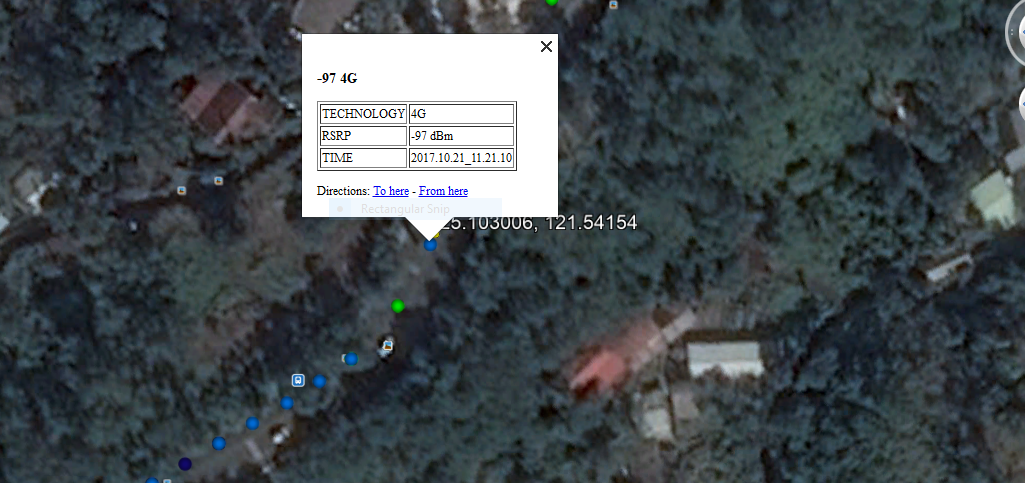 -97 4G
TECHNOLOGY 4G
RSRP -97 dBm
TIME 2017.10.21_11.21.10
Directions: To here - From here
Rectangular Snip
25.103006, 121.54154